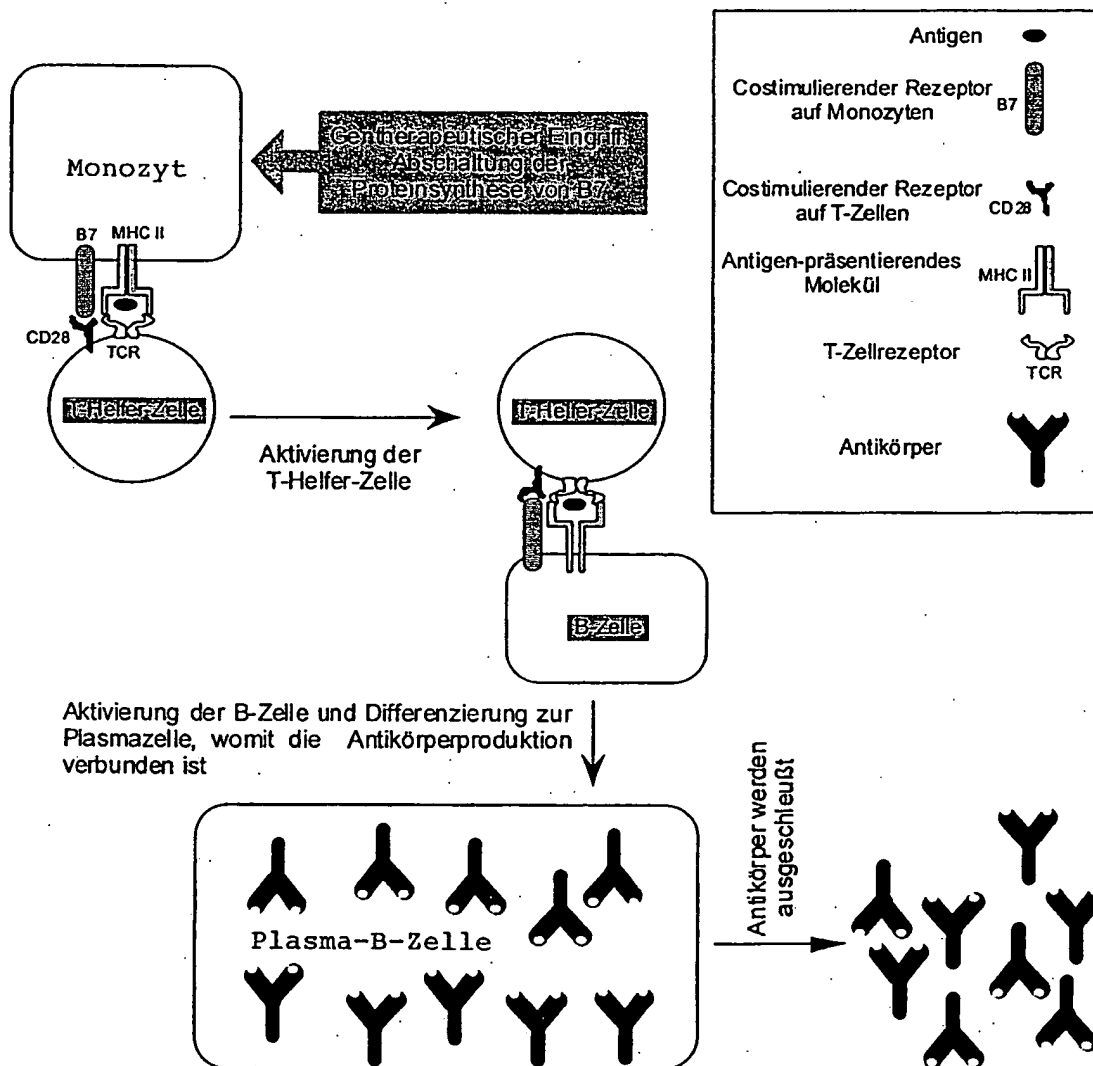 Monozyt
B7 MHC II
CD28
TCR
Gentherapeutischer Eingriff:
Abschaltung der
Proteinsynthese von B7
T-Helfer-Zelle
Aktivierung der
T-Helfer-Zelle
T-Helfer-Zelle
B-Zelle
Aktivierung der B-Zelle und Differenzierung zur
Plasmazelle, womit die Antikörperproduktion
verbunden ist
Plasma-B-Zelle
Antikörper werden
ausgeschleußt
Antigen
Costimulierender Rezeptor
auf Monozyten
B7
Costimulierender Rezeptor
auf T-Zellen
CD28
Antigen-präsentierendes
Molekül
MHC II
T-Zellrezeptor
TCR
Antikörper